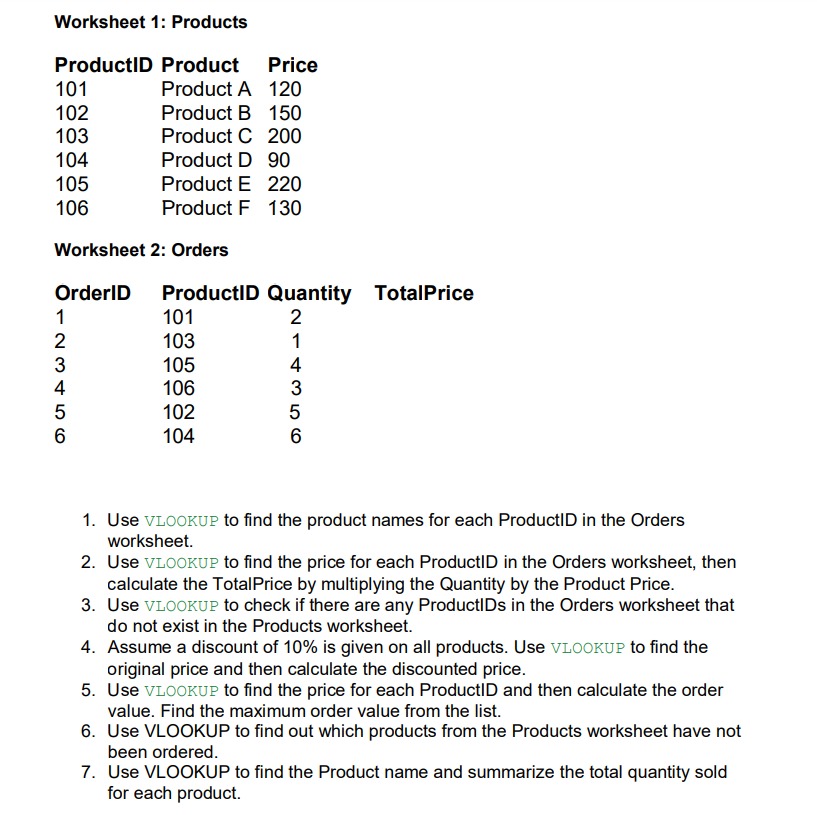 Worksheet 1: Products
ProductID Product Price
101 Product A 120
102 Product B 150
103 Product C 200
104 Product D 90
105 Product E 220
106 Product F 130
Worksheet 2: Orders
OrderID ProductID Quantity TotalPrice
1 101 2
2 103 1
3 105 4
4 106 3
5 102 5
6 104 6
1. Use VLOOKUP to find the product names for each ProductID in the Orders
worksheet.
2. Use VLOOKUP to find the price for each ProductID in the Orders worksheet, then
calculate the TotalPrice by multiplying the Quantity by the Product Price.
3. Use VLOOKUP to check if there are any ProductIDs in the Orders worksheet that
do not exist in the Products worksheet.
4. Assume a discount of 10% is given on all products. Use VLOOKUP to find the
original price and then calculate the discounted price.
5. Use VLOOKUP to find the price for each ProductID and then calculate the order
value. Find the maximum order value from the list.
6. Use VLOOKUP to find out which products from the Products worksheet have not
been ordered.
7. Use VLOOKUP to find the Product name and summarize the total quantity sold
for each product.